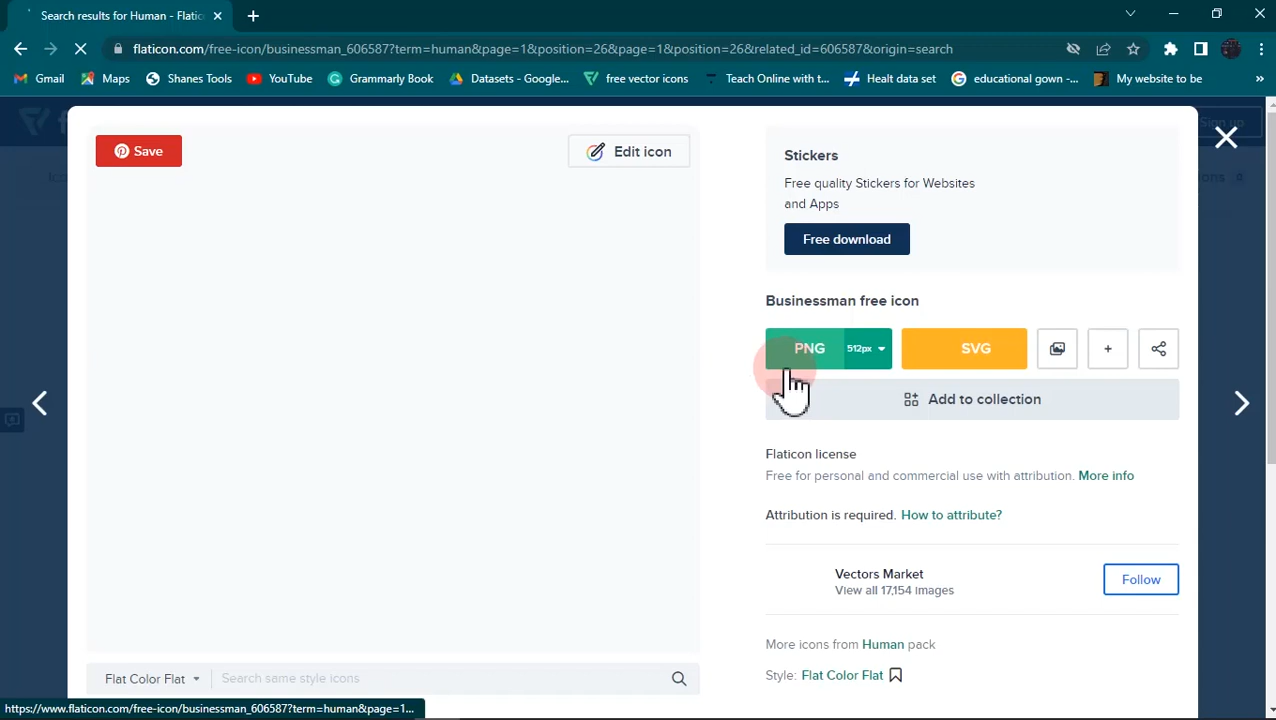 Search results for Human - Flatic
flaticon.com/free-icon/businessman_606587?term=human&page=1&position=26&page=1&position=26&related_id=606587&origin=search
Gmail Maps Shanes Tools YouTube Grammarly Book Datasets - Google... free vector icons Teach Online with t... Healt data set educational gown -... My website to be »
Sign up
Save
Edit icon
Stickers
Free quality Stickers for Websites
and Apps
Free download
Businessman free icon
PNG 512px SVG
Add to collection
Flaticon license
Free for personal and commercial use with attribution. More info
Attribution is required. How to attribute?
Vectors Market
View all 17,154 images
Follow
More icons from Human pack
Style: Flat Color Flat
Flat Color Flat Search same style icons
https://www.flaticon.com/free-icon/businessman_606587?term=human&page=1...